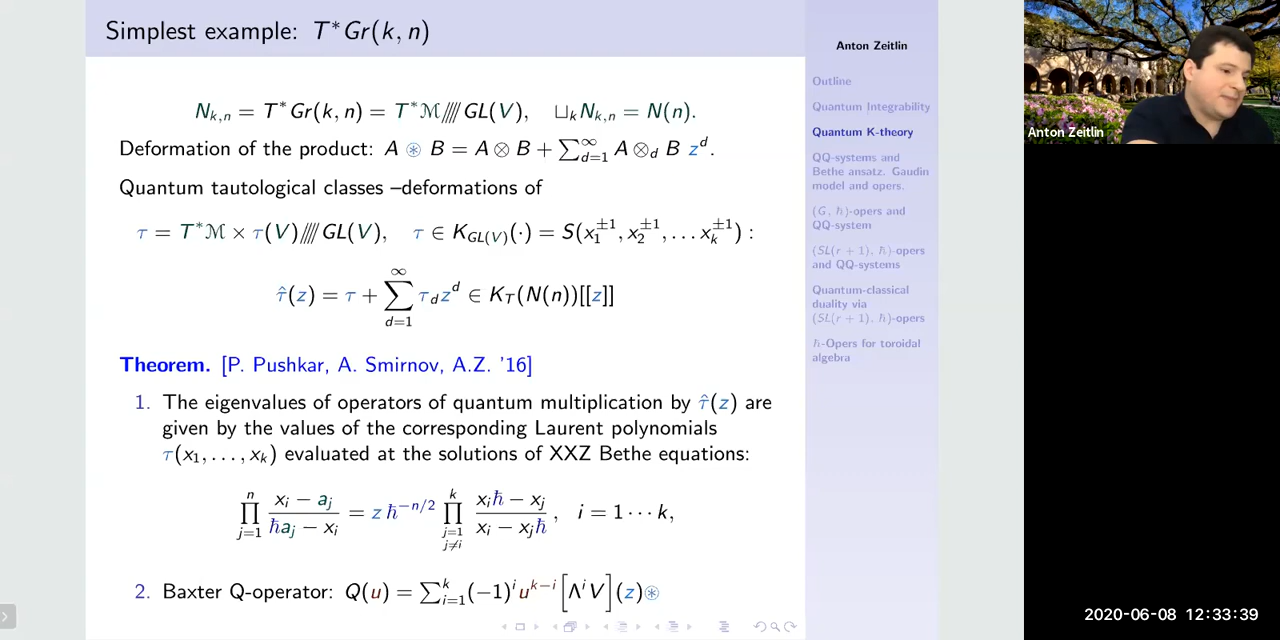 Simplest example: T*Gr(k, n)
N_{k,n} = T*Gr(k, n) = T*ℳ////GL(V),   ⊔_k N_{k,n} = N(n).
Deformation of the product: A ⊛ B = A ⊗ B + ∑_{d=1}^{∞} A ⊗_d B z^d.
Quantum tautological classes –deformations of
τ = T*ℳ × τ(V)////GL(V),   τ ∈ K_{GL(V)}(·) = S(x_1^{±1}, x_2^{±1}, . . . x_k^{±1}) :
τ̂(z) = τ + ∑_{d=1}^{∞} τ_d z^d ∈ K_T(N(n))[[z]]
Theorem. [P. Pushkar, A. Smirnov, A.Z. '16]
1. The eigenvalues of operators of quantum multiplication by τ̂(z) are
given by the values of the corresponding Laurent polynomials
τ(x_1, . . . , x_k) evaluated at the solutions of XXZ Bethe equations:
∏_{j=1}^{n} (x_i − a_j)/(ħa_j − x_i) = z ħ^{−n/2} ∏_{j=1, j≠i}^{k} (x_i ħ − x_j)/(x_i − x_j ħ) ,   i = 1 · · · k,
2. Baxter Q-operator: Q(u) = ∑_{i=1}^{k} (−1)^i u^{k−i} [Λ^i V](z)⊛
Anton Zeitlin
Outline
Quantum Integrability
Quantum K-theory
QQ-systems and
Bethe ansatz. Gaudin
model and opers.
(G, ħ)-opers and
QQ-system
(SL(r + 1), ħ)-opers
and QQ-systems
Quantum-classical
duality via
(SL(r + 1), ħ)-opers
ħ-Opers for toroidal
algebra
Anton Zeitlin
2020-06-08 12:33:39